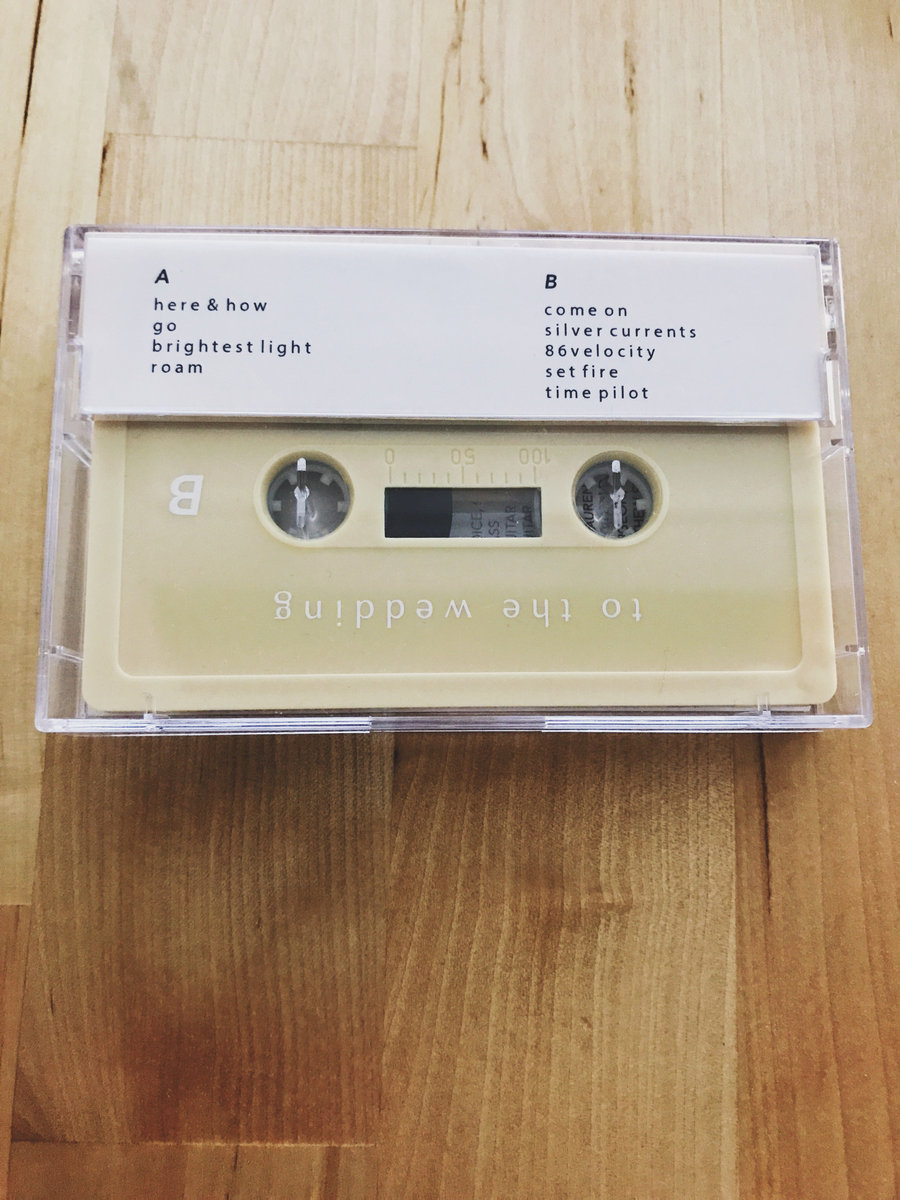 A
here & how
go
brightest light
roam
B
come on
silver currents
86velocity
set fire
time pilot
B
0 50 100
to the wedding